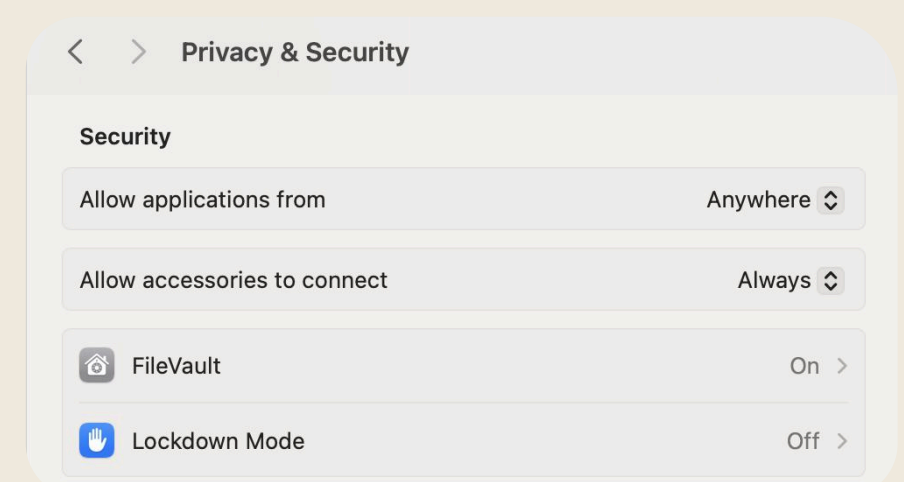 Privacy & Security
Security
Allow applications from Anywhere
Allow accessories to connect Always
FileVault On
Lockdown Mode Off